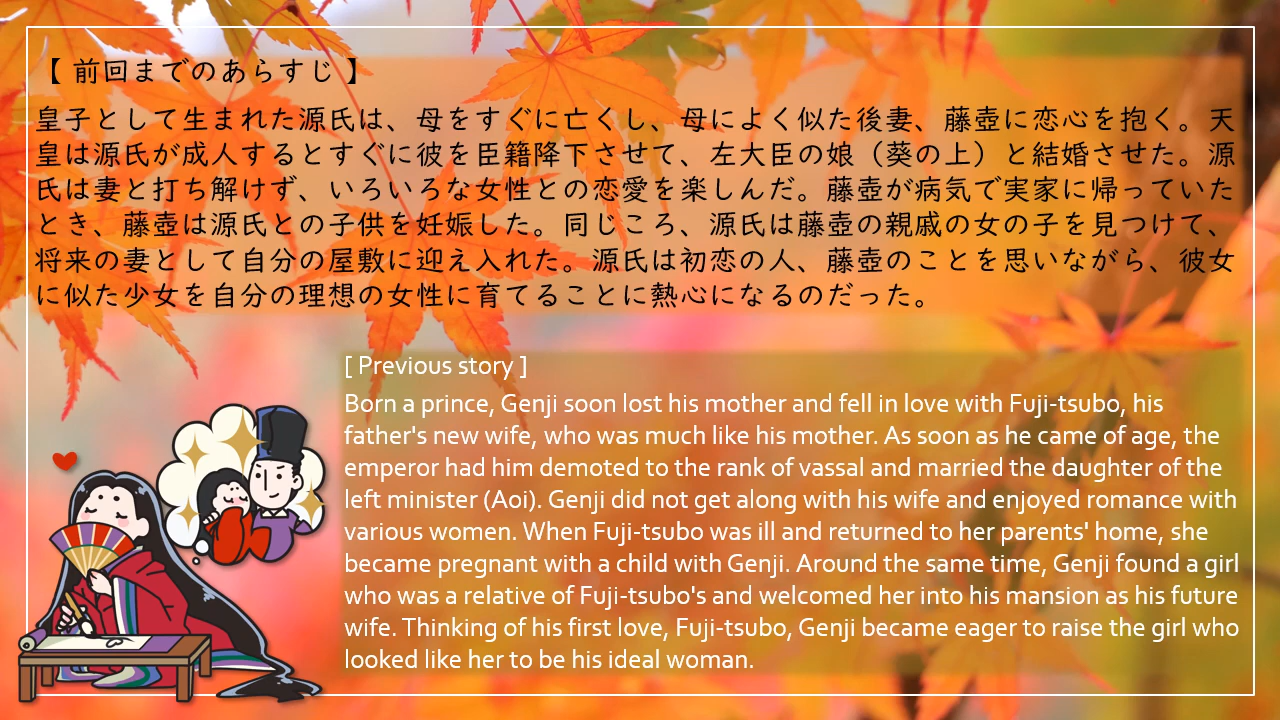 【 前回までのあらすじ 】
皇子として生まれた源氏は、母をすぐに亡くし、母によく似た後妻、藤壺に恋心を抱く。天
皇は源氏が成人するとすぐに彼を臣籍降下させて、左大臣の娘（葵の上）と結婚させた。源
氏は妻と打ち解けず、いろいろな女性との恋愛を楽しんだ。藤壺が病気で実家に帰っていた
とき、藤壺は源氏との子供を妊娠した。同じころ、源氏は藤壺の親戚の女の子を見つけて、
将来の妻として自分の屋敷に迎え入れた。源氏は初恋の人、藤壺のことを思いながら、彼女
に似た少女を自分の理想の女性に育てることに熱心になるのだった。
[ Previous story ]
Born a prince, Genji soon lost his mother and fell in love with Fuji-tsubo, his
father's new wife, who was much like his mother. As soon as he came of age, the
emperor had him demoted to the rank of vassal and married the daughter of the
left minister (Aoi). Genji did not get along with his wife and enjoyed romance with
various women. When Fuji-tsubo was ill and returned to her parents' home, she
became pregnant with a child with Genji. Around the same time, Genji found a girl
who was a relative of Fuji-tsubo's and welcomed her into his mansion as his future
wife. Thinking of his first love, Fuji-tsubo, Genji became eager to raise the girl who
looked like her to be his ideal woman.